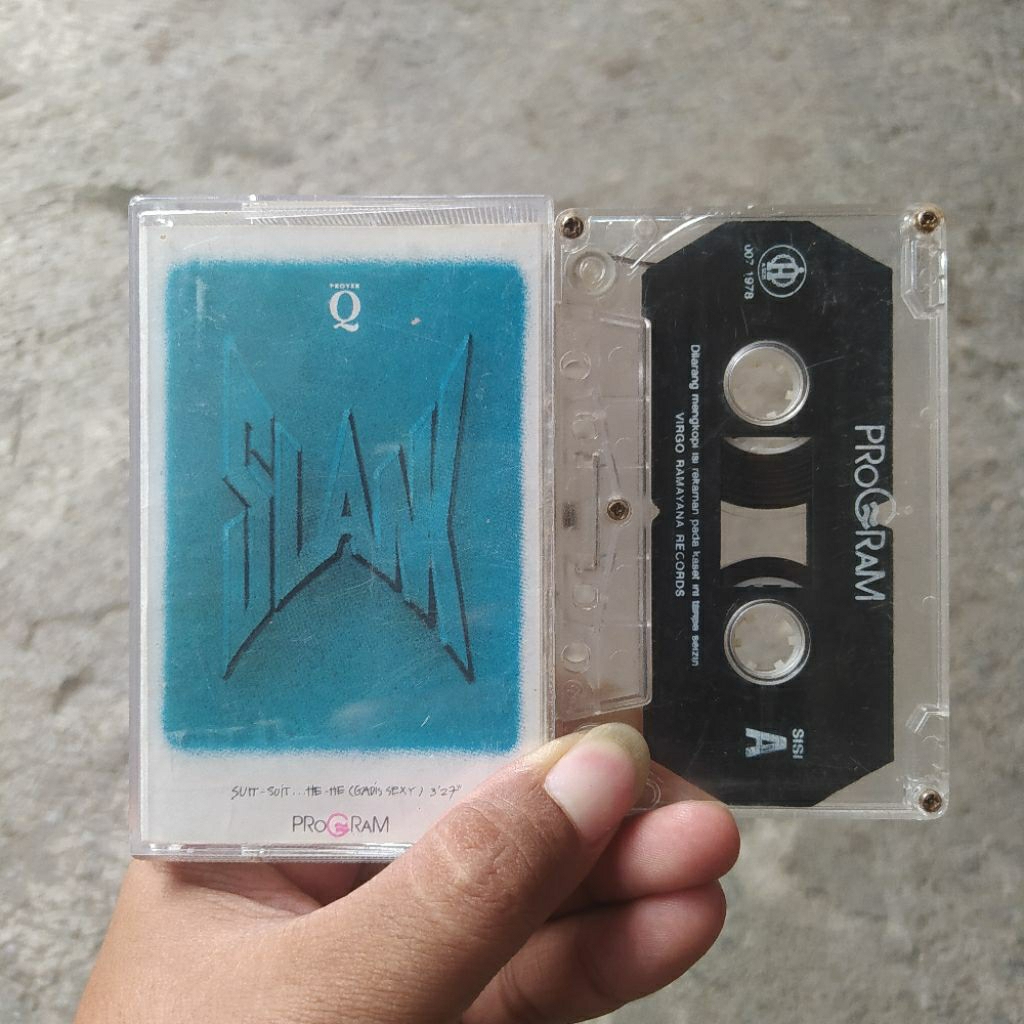 Q
SLANK
SUIT-SUIT...HE-HE (GADIS SEXY) 3'27"
PROGRAM
PROGRAM
SISI
A
Dilarang mengkopi isi rekaman pada kaset ini tanpa seizin
VIRGO RAMAYANA RECORDS
007 1978